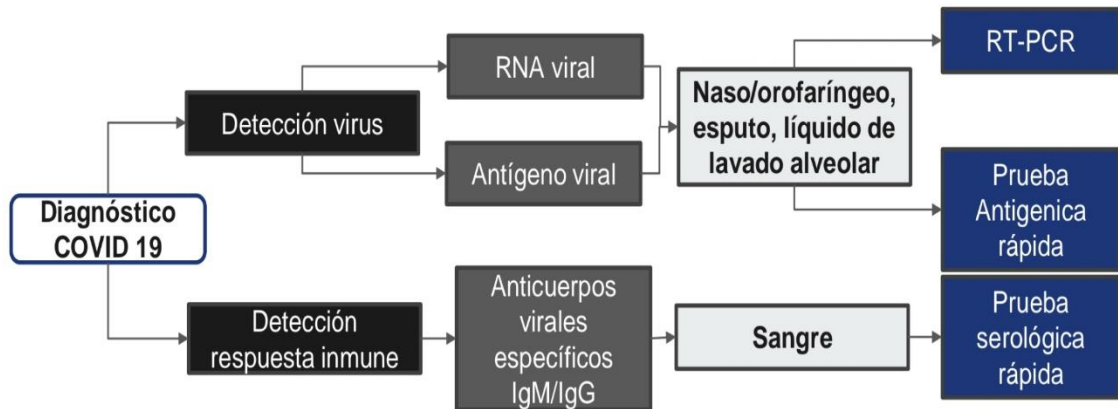 Diagnóstico
COVID 19
Detección virus
RNA viral
Antígeno viral
Naso/orofaríngeo,
esputo, líquido de
lavado alveolar
RT-PCR
Prueba
Antigenica
rápida
Detección
respuesta inmune
Anticuerpos
virales
específicos
IgM/IgG
Sangre
Prueba
serológica
rápida